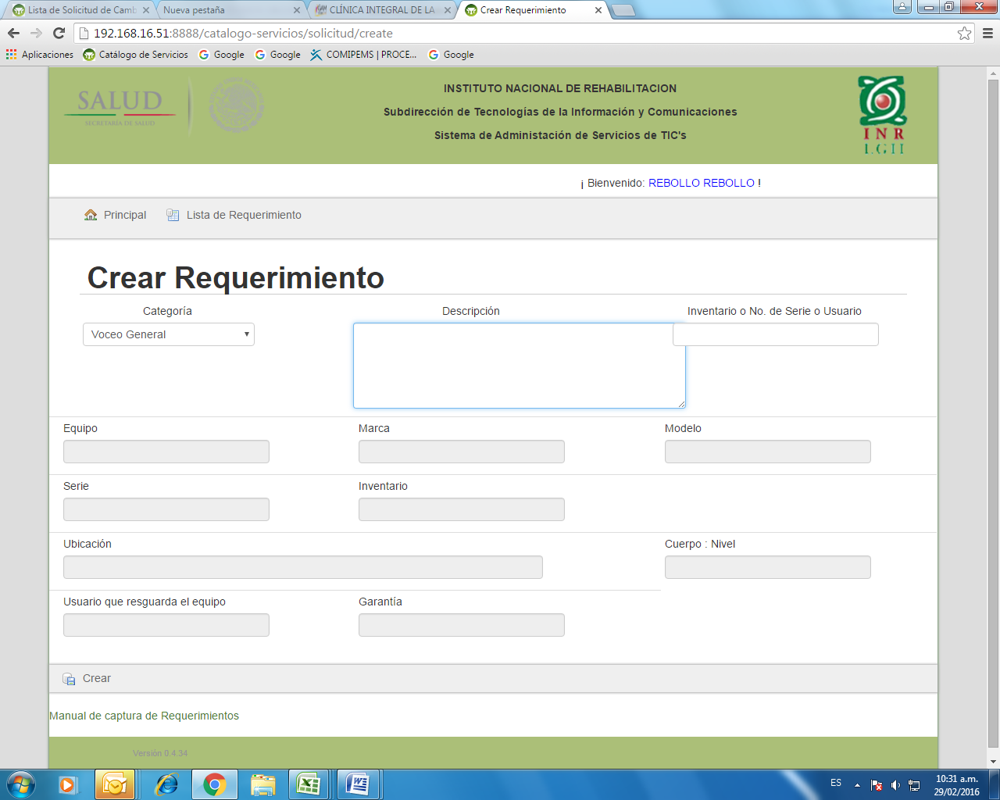 Lista de Solicitud de Camb
Nueva pestaña
CLÍNICA INTEGRAL DE LA
Crear Requerimiento
192.168.16.51:8888/catalogo-servicios/solicitud/create
Aplicaciones
Catálogo de Servicios
Google
Google
COMIPEMS | PROCE...
Google
SALUD
SECRETARÍA DE SALUD
INSTITUTO NACIONAL DE REHABILITACION
Subdirección de Tecnologías de la Información y Comunicaciones
Sistema de Administación de Servicios de TIC's
INR
LGII
¡ Bienvenido: REBOLLO REBOLLO !
Principal
Lista de Requerimiento
Crear Requerimiento
Categoría
Descripción
Inventario o No. de Serie o Usuario
Voceo General
Equipo
Marca
Modelo
Serie
Inventario
Ubicación
Cuerpo : Nivel
Usuario que resguarda el equipo
Garantía
Crear
Manual de captura de Requerimientos
Versión 0.4.34
ES
10:31 a.m.
29/02/2016